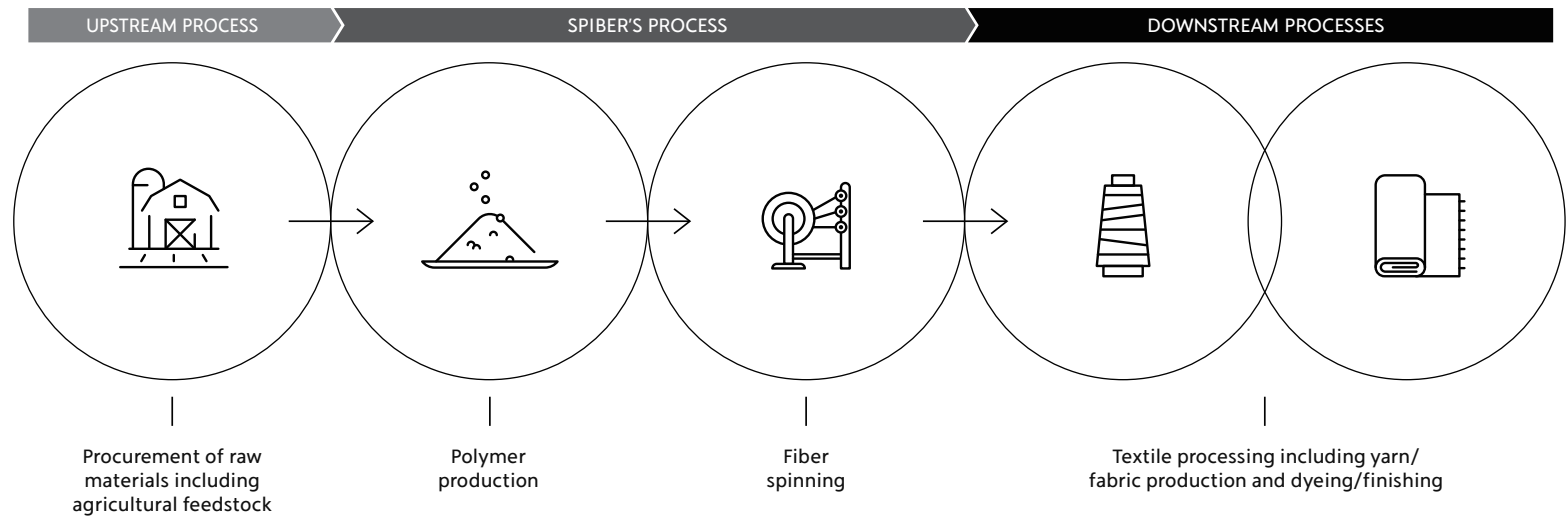 UPSTREAM PROCESS
SPIBER'S PROCESS
DOWNSTREAM PROCESSES
Procurement of raw
materials including
agricultural feedstock
Polymer
production
Fiber
spinning
Textile processing including yarn/
fabric production and dyeing/finishing